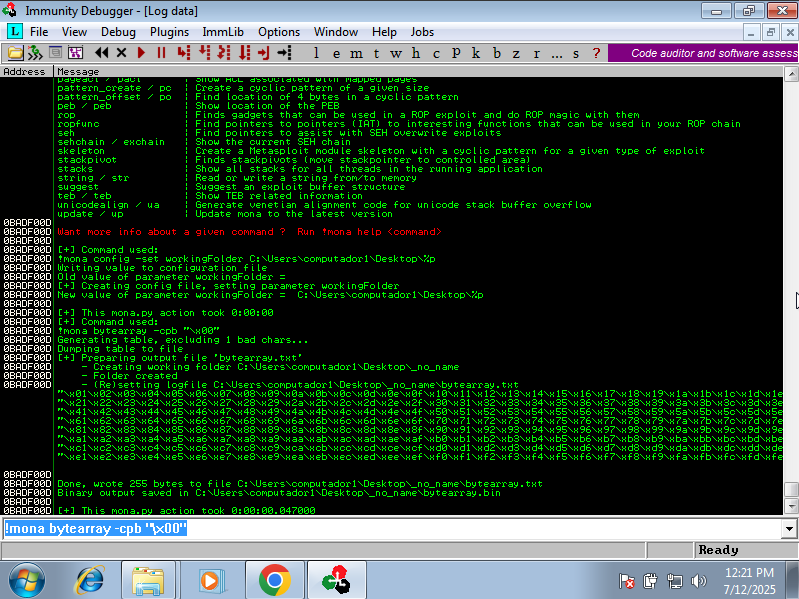 Immunity Debugger - [Log data]
File View Debug Plugins ImmLib Options Window Help Jobs
l e m t w h c P k b z r ... s ?
Code auditor and software assess
Address Message
pageacl / pacl | Show ACL associated with mapped pages
pattern_create / pc | Create a cyclic pattern of a given size
pattern_offset / po | Find location of 4 bytes in a cyclic pattern
peb / peb | Show location of the PEB
rop | Finds gadgets that can be used in a ROP exploit and do ROP magic with them
ropfunc | Find pointers to pointers (IAT) to interesting functions that can be used in your ROP chain
seh | Find pointers to assist with SEH overwrite exploits
sehchain / exchain | Show the current SEH chain
skeleton | Create a Metasploit module skeleton with a cyclic pattern for a given type of exploit
stackpivot | Finds stackpivots (move stackpointer to controlled area)
stacks | Show all stacks for all threads in the running application
string / str | Read or write a string from/to memory
suggest | Suggest an exploit buffer structure
teb / teb | Show TEB related information
unicodealign / ua | Generate venetian alignment code for unicode stack buffer overflow
update / up | Update mona to the latest version
0BADF00D
0BADF00D Want more info about a given command ? Run !mona help <command>
0BADF00D
0BADF00D [+] Command used:
0BADF00D !mona config -set workingFolder C:\Users\computador1\Desktop\%p
0BADF00D Writing value to configuration file
0BADF00D Old value of parameter workingFolder =
0BADF00D [+] Creating config file, setting parameter workingFolder
0BADF00D New value of parameter workingFolder = C:\Users\computador1\Desktop\%p
0BADF00D
0BADF00D [+] This mona.py action took 0:00:00
0BADF00D [+] Command used:
0BADF00D !mona bytearray -cpb "\x00"
0BADF00D Generating table, excluding 1 bad chars...
0BADF00D Dumping table to file
0BADF00D [+] Preparing output file 'bytearray.txt'
0BADF00D - Creating working folder C:\Users\computador1\Desktop\_no_name
0BADF00D - Folder created
0BADF00D - (Re)setting logfile C:\Users\computador1\Desktop\_no_name\bytearray.txt
"\x01\x02\x03\x04\x05\x06\x07\x08\x09\x0a\x0b\x0c\x0d\x0e\x0f\x10\x11\x12\x13\x14\x15\x16\x17\x18\x19\x1a\x1b\x1c\x1d\x1e
"\x21\x22\x23\x24\x25\x26\x27\x28\x29\x2a\x2b\x2c\x2d\x2e\x2f\x30\x31\x32\x33\x34\x35\x36\x37\x38\x39\x3a\x3b\x3c\x3d\x3e
"\x41\x42\x43\x44\x45\x46\x47\x48\x49\x4a\x4b\x4c\x4d\x4e\x4f\x50\x51\x52\x53\x54\x55\x56\x57\x58\x59\x5a\x5b\x5c\x5d\x5e
"\x61\x62\x63\x64\x65\x66\x67\x68\x69\x6a\x6b\x6c\x6d\x6e\x6f\x70\x71\x72\x73\x74\x75\x76\x77\x78\x79\x7a\x7b\x7c\x7d\x7e
"\x81\x82\x83\x84\x85\x86\x87\x88\x89\x8a\x8b\x8c\x8d\x8e\x8f\x90\x91\x92\x93\x94\x95\x96\x97\x98\x99\x9a\x9b\x9c\x9d\x9e
"\xa1\xa2\xa3\xa4\xa5\xa6\xa7\xa8\xa9\xaa\xab\xac\xad\xae\xaf\xb0\xb1\xb2\xb3\xb4\xb5\xb6\xb7\xb8\xb9\xba\xbb\xbc\xbd\xbe
"\xc1\xc2\xc3\xc4\xc5\xc6\xc7\xc8\xc9\xca\xcb\xcc\xcd\xce\xcf\xd0\xd1\xd2\xd3\xd4\xd5\xd6\xd7\xd8\xd9\xda\xdb\xdc\xdd\xde
"\xe1\xe2\xe3\xe4\xe5\xe6\xe7\xe8\xe9\xea\xeb\xec\xed\xee\xef\xf0\xf1\xf2\xf3\xf4\xf5\xf6\xf7\xf8\xf9\xfa\xfb\xfc\xfd\xfe
0BADF00D
0BADF00D Done, wrote 255 bytes to file C:\Users\computador1\Desktop\_no_name\bytearray.txt
0BADF00D Binary output saved in C:\Users\computador1\Desktop\_no_name\bytearray.bin
0BADF00D
0BADF00D [+] This mona.py action took 0:00:00.047000
!mona bytearray -cpb "\x00"
Ready
12:21 PM
7/12/2025